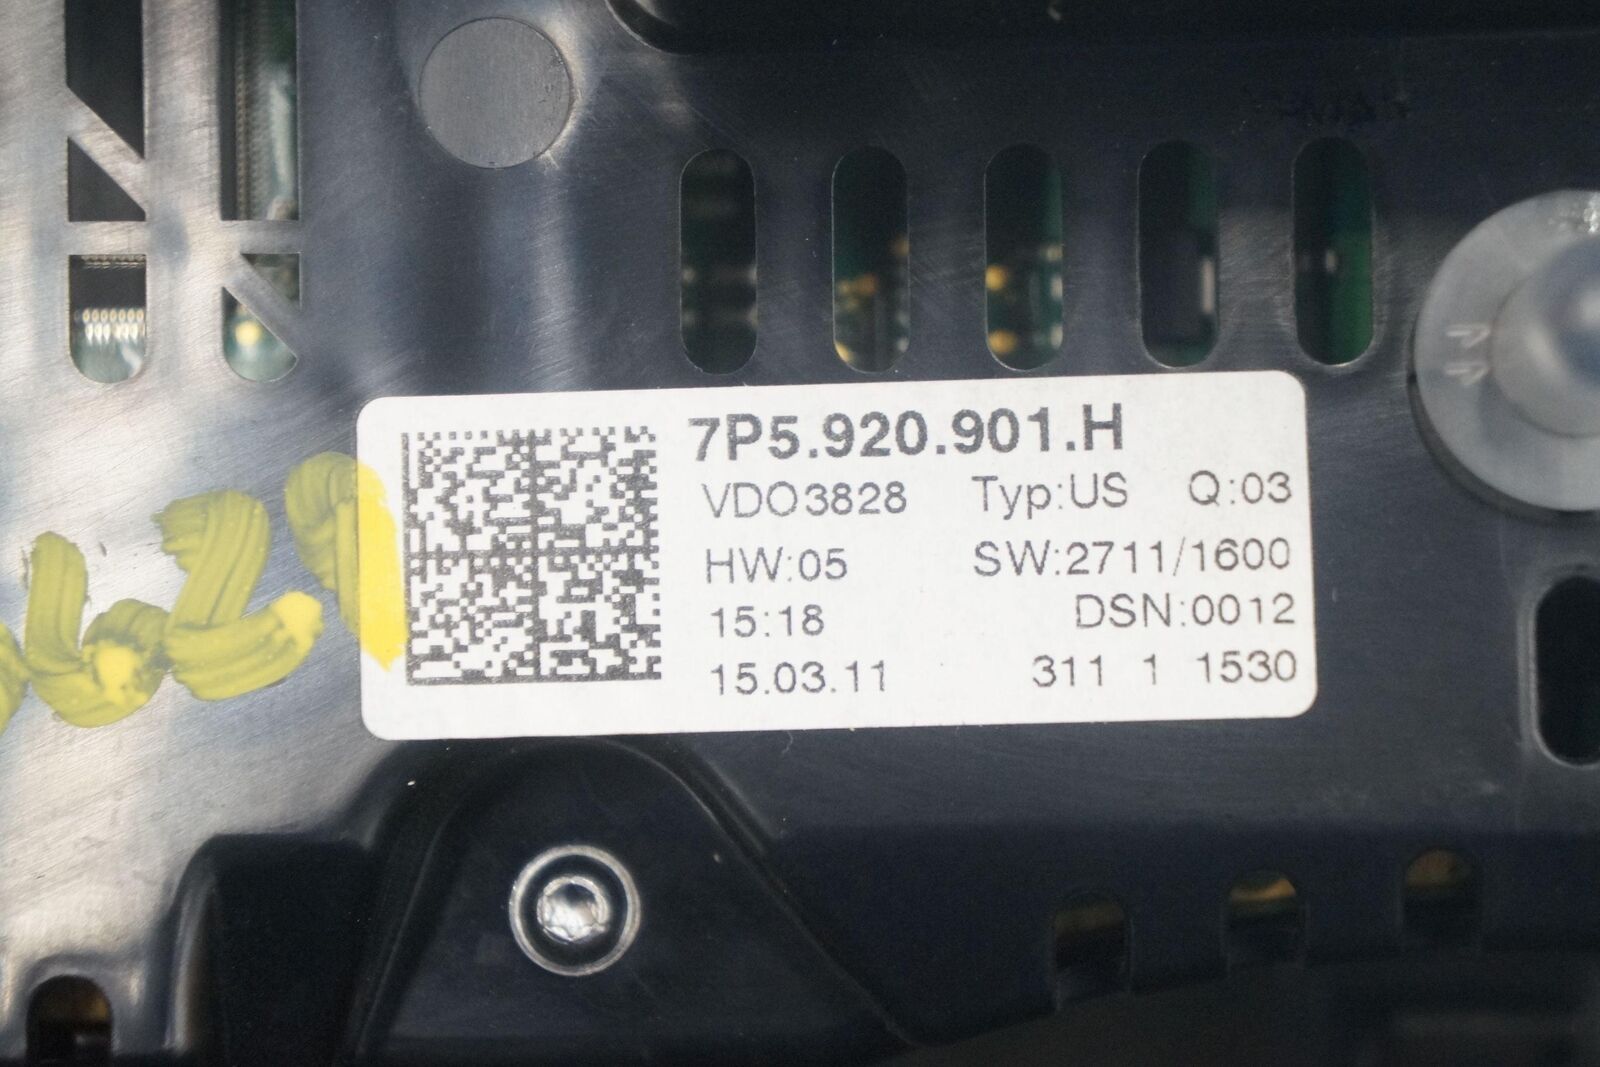 7P5.920.901.H
VDO3828 Typ:US Q:03
HW:05 SW:2711/1600
15:18 DSN:0012
15.03.11 311 1 1530